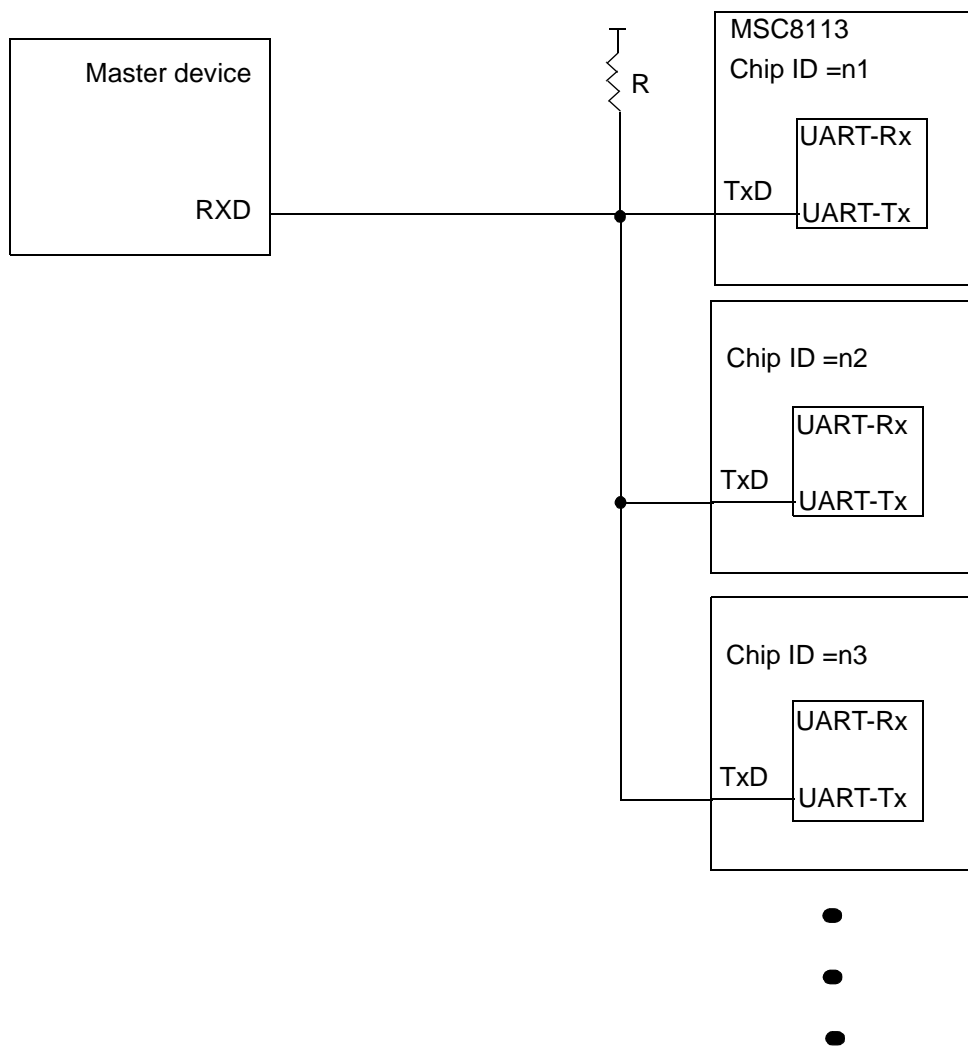 Master device
RXD
R
MSC8113
Chip ID =n1
UART-Rx
TxD
UART-Tx
Chip ID =n2
UART-Rx
TxD
UART-Tx
Chip ID =n3
UART-Rx
TxD
UART-Tx